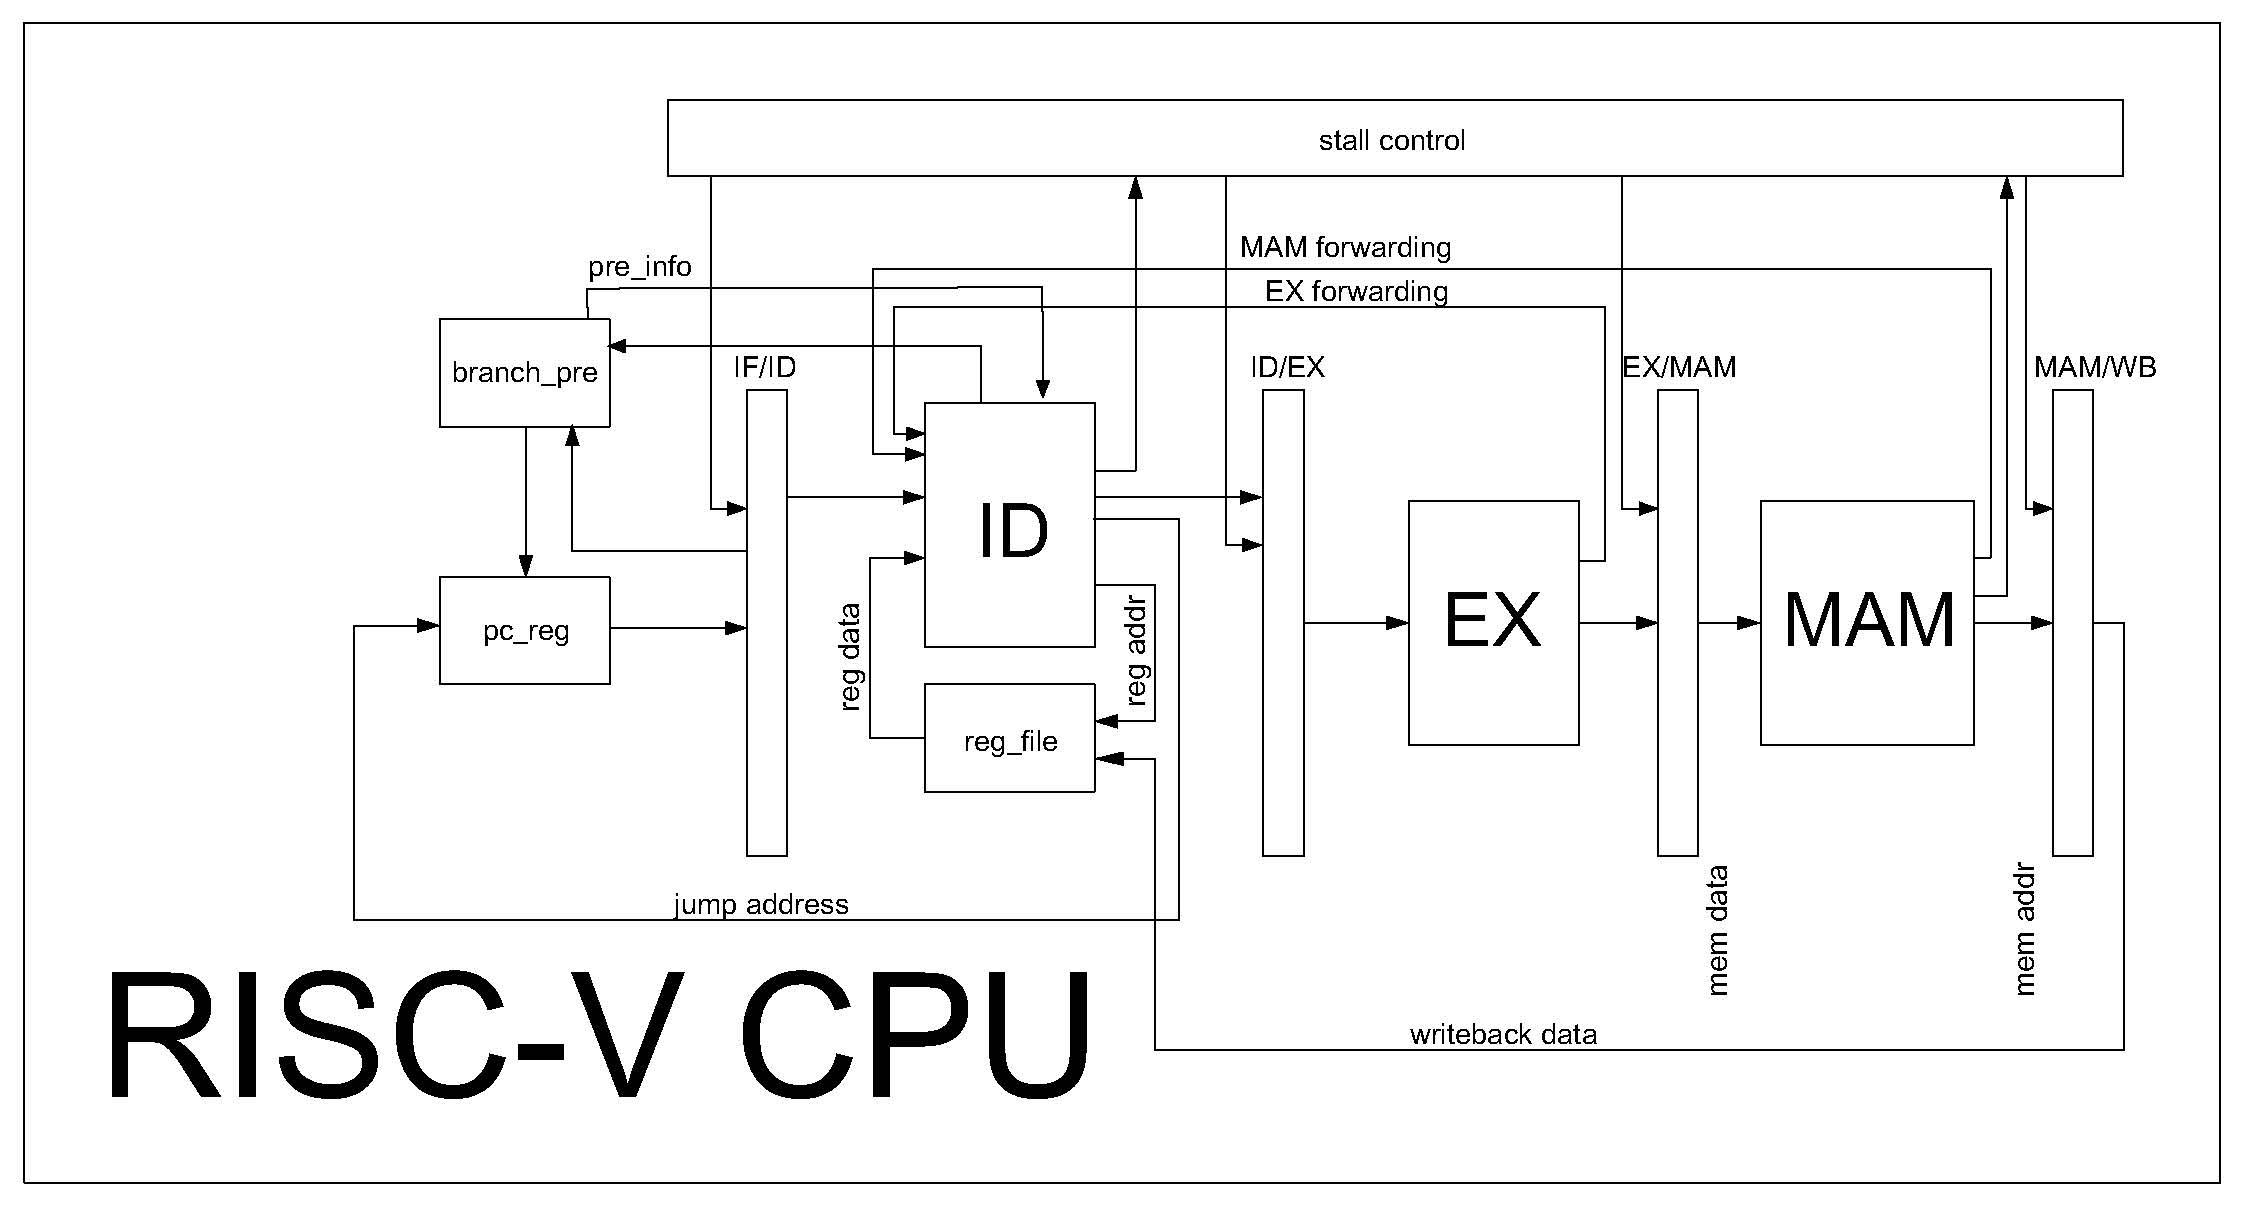 stall control
MAM forwarding
pre_info
EX forwarding
branch_pre
IF/ID
ID/EX
EX/MAM
MAM/WB
ID
EX
MAM
pc_reg
reg data
reg addr
reg_file
jump address
mem data
mem addr
writeback data
RISC-V CPU